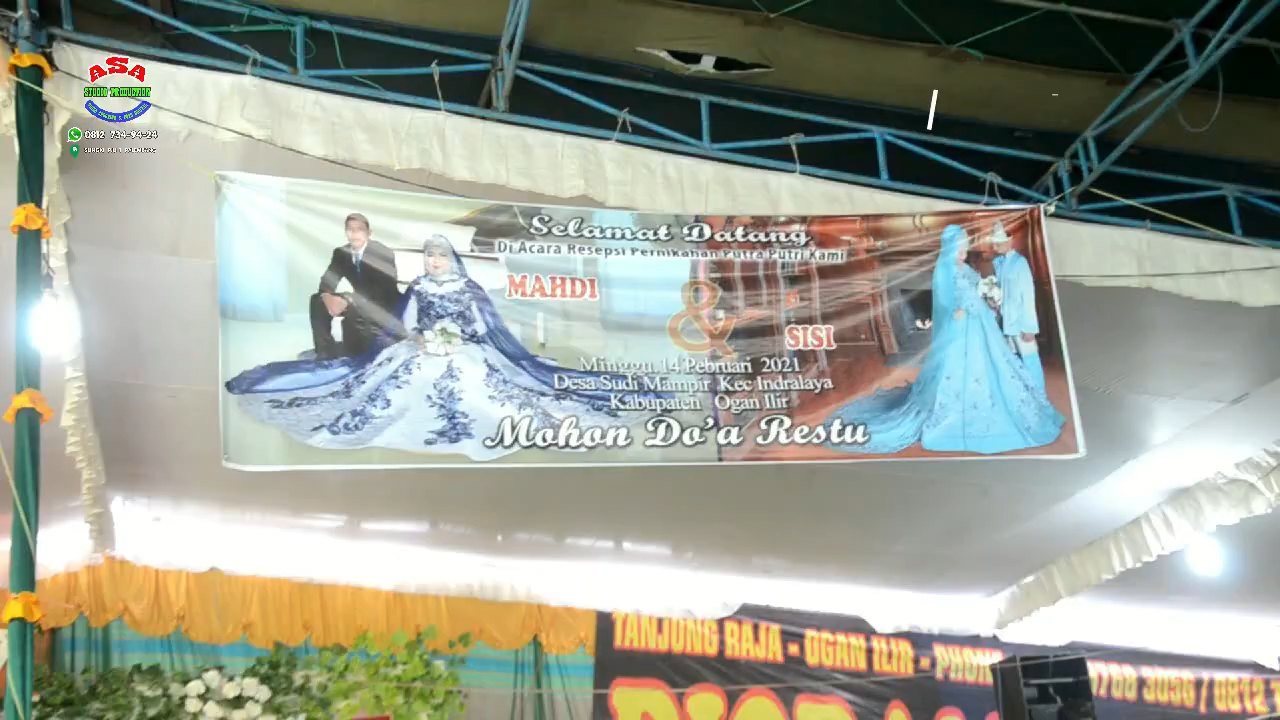 ASA
STUDIO PRODUCTION
0812 734-94-24
Selamat Datang
Di Acara Resepsi Pernikahan Putra Putri Kami
MAHDI
&
SISI
Minggu 14 Pebruari 2021
Desa Sudi Mampir Kec Indralaya
Kabupaten Ogan Ilir
Mohon Do'a Restu
TANJUNG RAJA - OGAN ILIR - PHONE